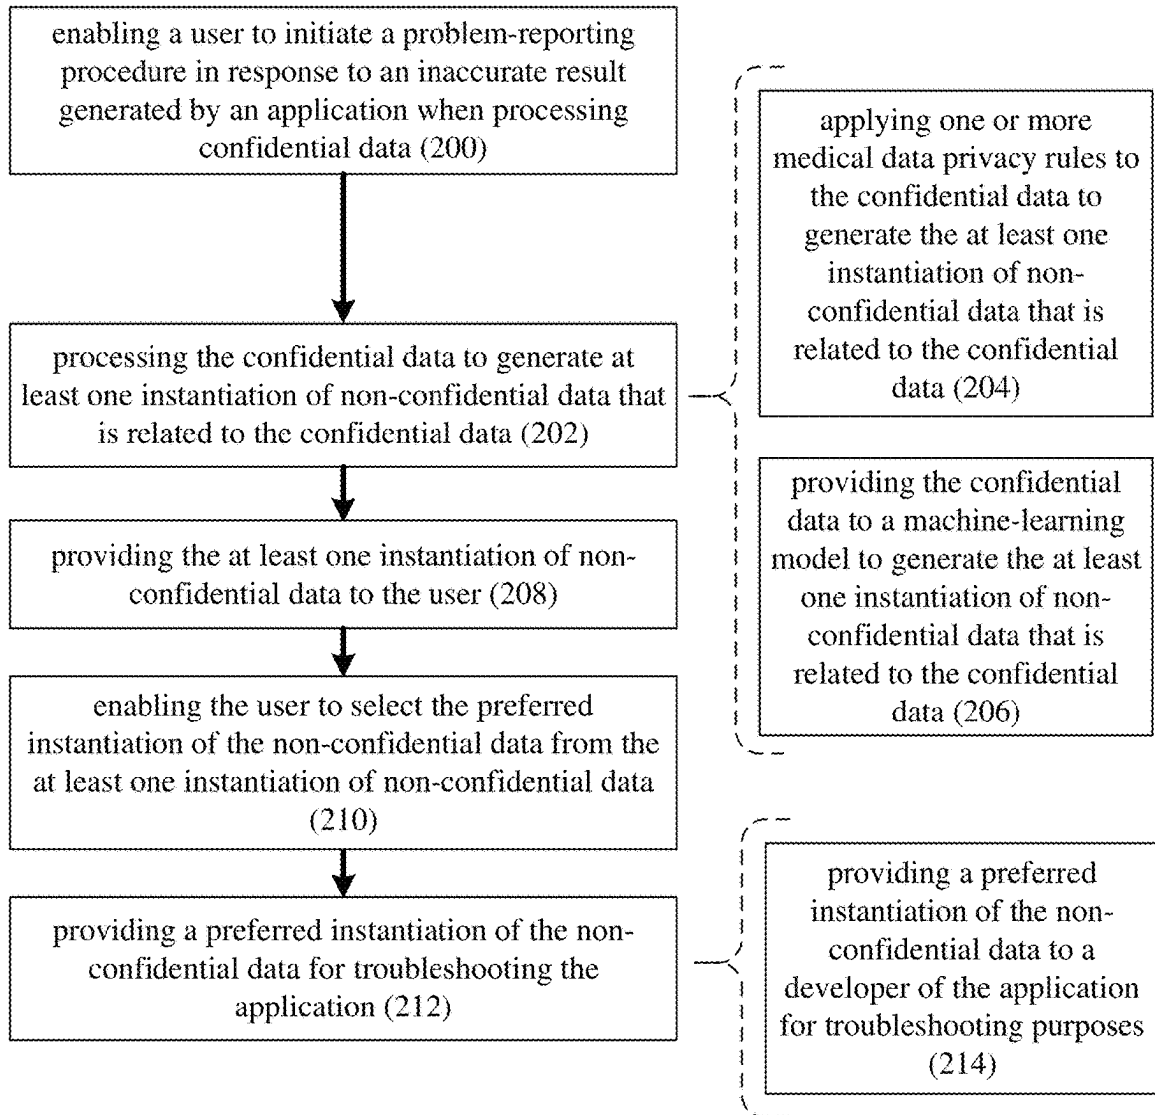 enabling a user to initiate a problem-reporting
procedure in response to an inaccurate result
generated by an application when processing
confidential data (200)
processing the confidential data to generate at
least one instantiation of non-confidential data that
is related to the confidential data (202)
providing the at least one instantiation of non-
confidential data to the user (208)
enabling the user to select the preferred
instantiation of the non-confidential data from the
at least one instantiation of non-confidential data
(210)
providing a preferred instantiation of the non-
confidential data for troubleshooting the
application (212)
applying one or more
medical data privacy rules to
the confidential data to
generate the at least one
instantiation of non-
confidential data that is
related to the confidential
data (204)
providing the confidential
data to a machine-learning
model to generate the at least
one instantiation of non-
confidential data that is
related to the confidential
data (206)
providing a preferred
instantiation of the non-
confidential data to a
developer of the application
for troubleshooting purposes
(214)